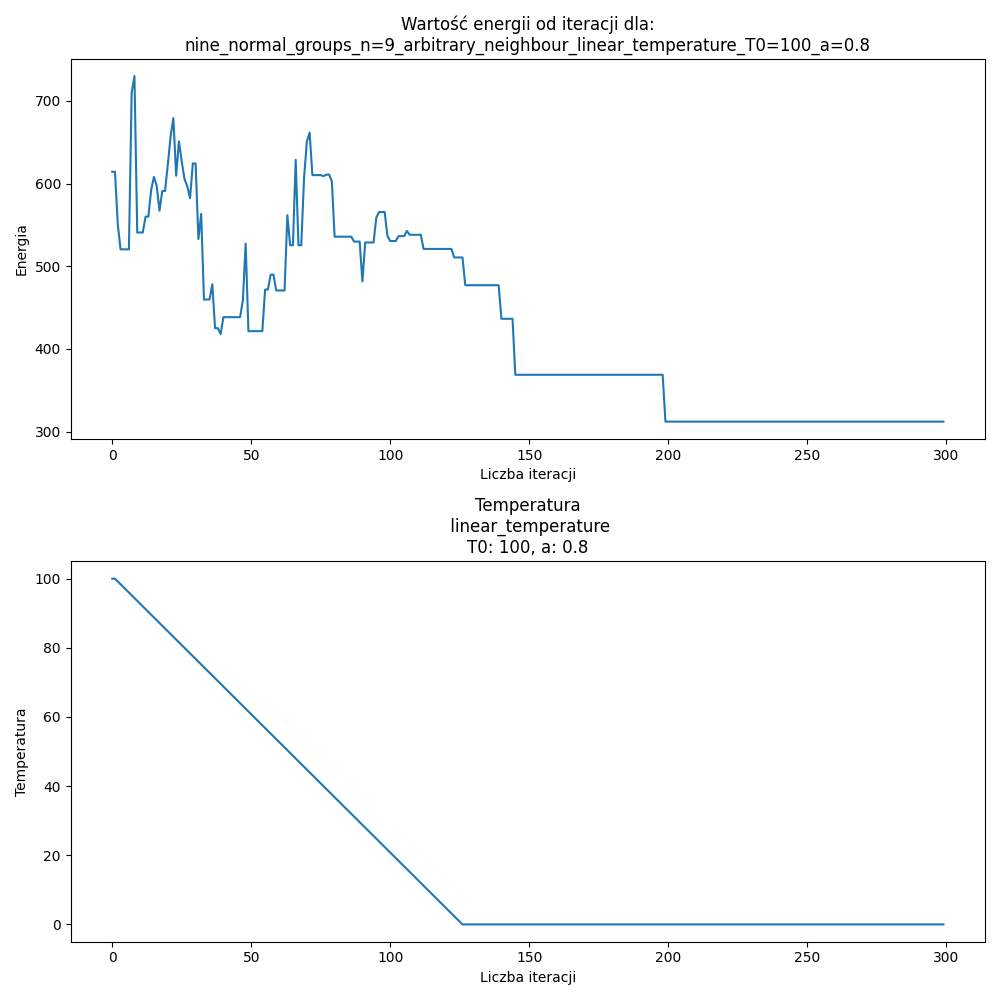 Wartość energii od iteracji dla:
nine_normal_groups_n=9_arbitrary_neighbour_linear_temperature_T0=100_a=0.8
700
600
500
400
300
Energia
0 50 100 150 200 250 300
Liczba iteracji
Temperatura
linear_temperature
T0: 100, a: 0.8
100
80
60
40
20
0
Temperatura
0 50 100 150 200 250 300
Liczba iteracji